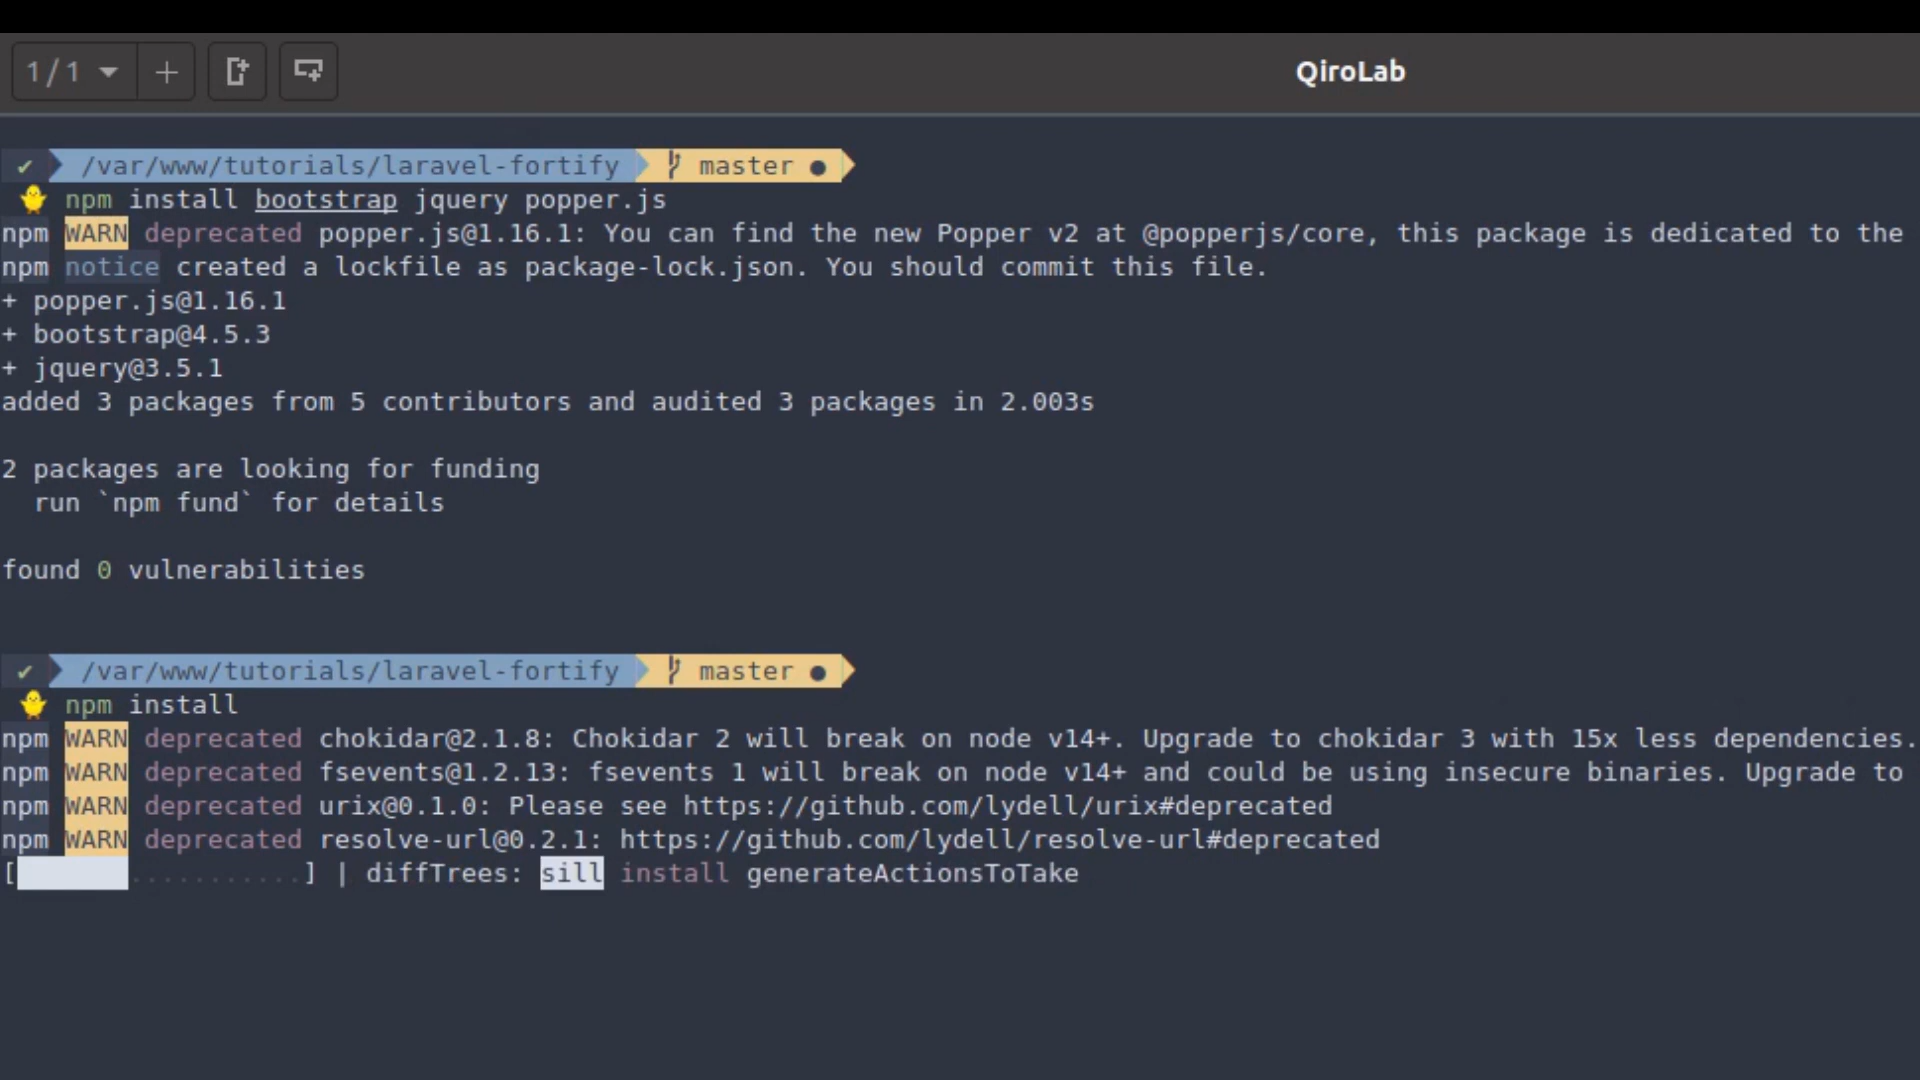 1/1
QiroLab
✔ /var/www/tutorials/laravel-fortify master ●
npm install bootstrap jquery popper.js
npm WARN deprecated popper.js@1.16.1: You can find the new Popper v2 at @popperjs/core, this package is dedicated to the
npm notice created a lockfile as package-lock.json. You should commit this file.
+ popper.js@1.16.1
+ bootstrap@4.5.3
+ jquery@3.5.1
added 3 packages from 5 contributors and audited 3 packages in 2.003s
2 packages are looking for funding
run `npm fund` for details
found 0 vulnerabilities
✔ /var/www/tutorials/laravel-fortify master ●
npm install
npm WARN deprecated chokidar@2.1.8: Chokidar 2 will break on node v14+. Upgrade to chokidar 3 with 15x less dependencies.
npm WARN deprecated fsevents@1.2.13: fsevents 1 will break on node v14+ and could be using insecure binaries. Upgrade to
npm WARN deprecated urix@0.1.0: Please see https://github.com/lydell/urix#deprecated
npm WARN deprecated resolve-url@0.2.1: https://github.com/lydell/resolve-url#deprecated
[ ...........] | diffTrees: sill install generateActionsToTake